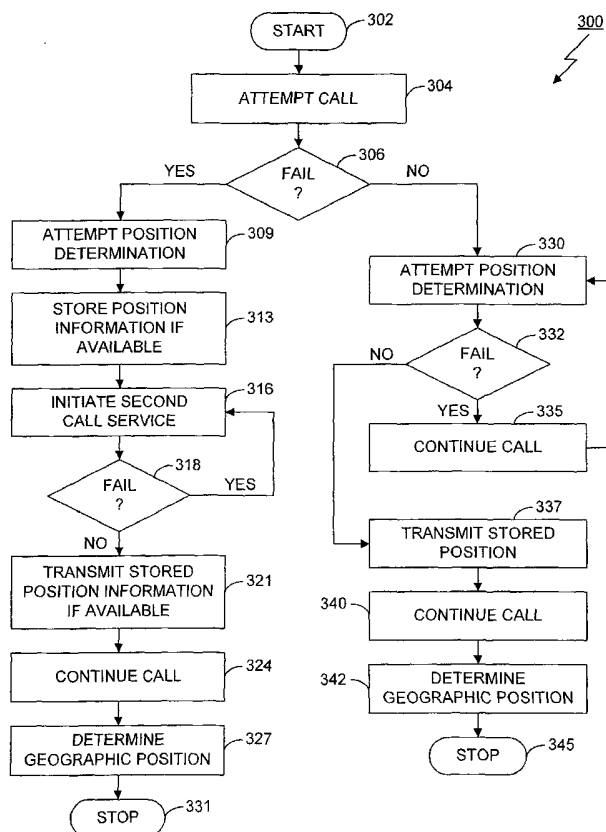 START
302
300
ATTEMPT CALL
304
FAIL
?
306
YES
NO
ATTEMPT POSITION
DETERMINATION
309
STORE POSITION
INFORMATION IF
AVAILABLE
313
INITIATE SECOND
CALL SERVICE
316
FAIL
?
318
YES
NO
TRANSMIT STORED
POSITION INFORMATION
IF AVAILABLE
321
CONTINUE CALL
324
DETERMINE
GEOGRAPHIC POSITION
327
STOP
331
330
ATTEMPT POSITION
DETERMINATION
332
NO
FAIL
?
YES
335
CONTINUE CALL
337
TRANSMIT STORED
POSITION
340
CONTINUE CALL
342
DETERMINE
GEOGRAPHIC POSITION
STOP
345